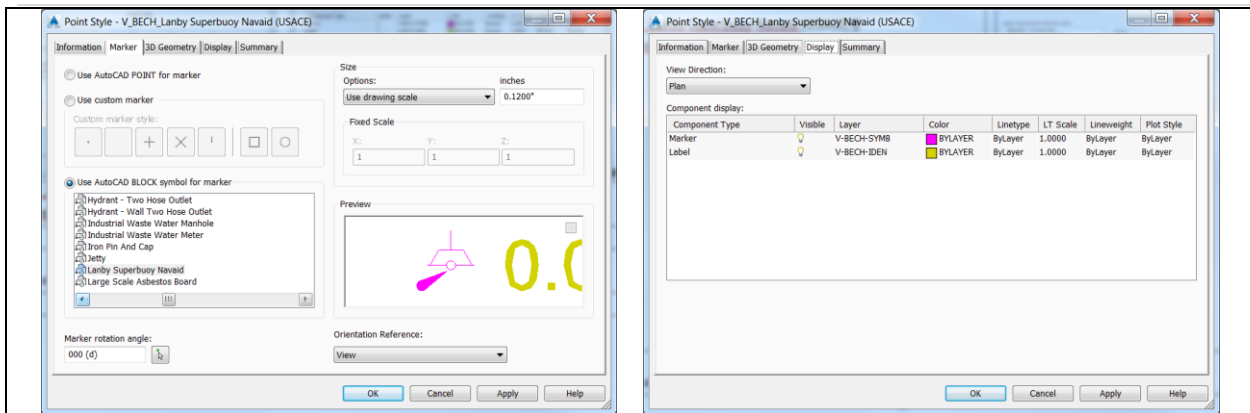 Point Style - V_BECH_Lanby Superbuoy Navaid (USACE)
Information Marker 3D Geometry Display Summary
Use AutoCAD POINT for marker
Use custom marker
Custom marker style:
Use AutoCAD BLOCK symbol for marker
Hydrant - Two Hose Outlet
Hydrant - Wall Two Hose Outlet
Industrial Waste Water Manhole
Industrial Waste Water Meter
Iron Pin And Cap
Jetty
Lanby Superbuoy Navaid
Large Scale Asbestos Board
Marker rotation angle:
000 (d)
Size
Options: inches
Use drawing scale 0.1200"
Fixed Scale
X: Y: Z:
1 1 1
Preview
0.0
Orientation Reference:
View
OK Cancel Apply Help
Point Style - V_BECH_Lanby Superbuoy Navaid (USACE)
Information Marker 3D Geometry Display Summary
View Direction:
Plan
Component display:
Component Type Visible Layer Color Linetype LT Scale Lineweight Plot Style
Marker V-BECH-SYMB BYLAYER ByLayer 1.0000 ByLayer ByLayer
Label V-BECH-IDEN BYLAYER ByLayer 1.0000 ByLayer ByLayer
OK Cancel Apply Help